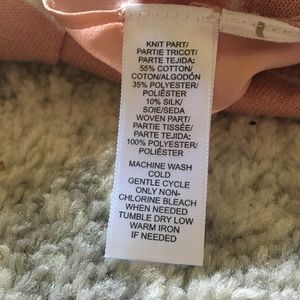 KNIT PART/
PARTIE TRICOT/
PARTE TEJIDA:
55% COTTON/
COTON/ALGODÓN
35% POLYESTER/
POLIÉSTER
10% SILK/
SOIE/SEDA
WOVEN PART/
PARTIE TISSÉE/
PARTE TEJIDA:
100% POLYESTER/
POLIÉSTER
MACHINE WASH
COLD
GENTLE CYCLE
ONLY NON-
CHLORINE BLEACH
WHEN NEEDED
TUMBLE DRY LOW
WARM IRON
IF NEEDED